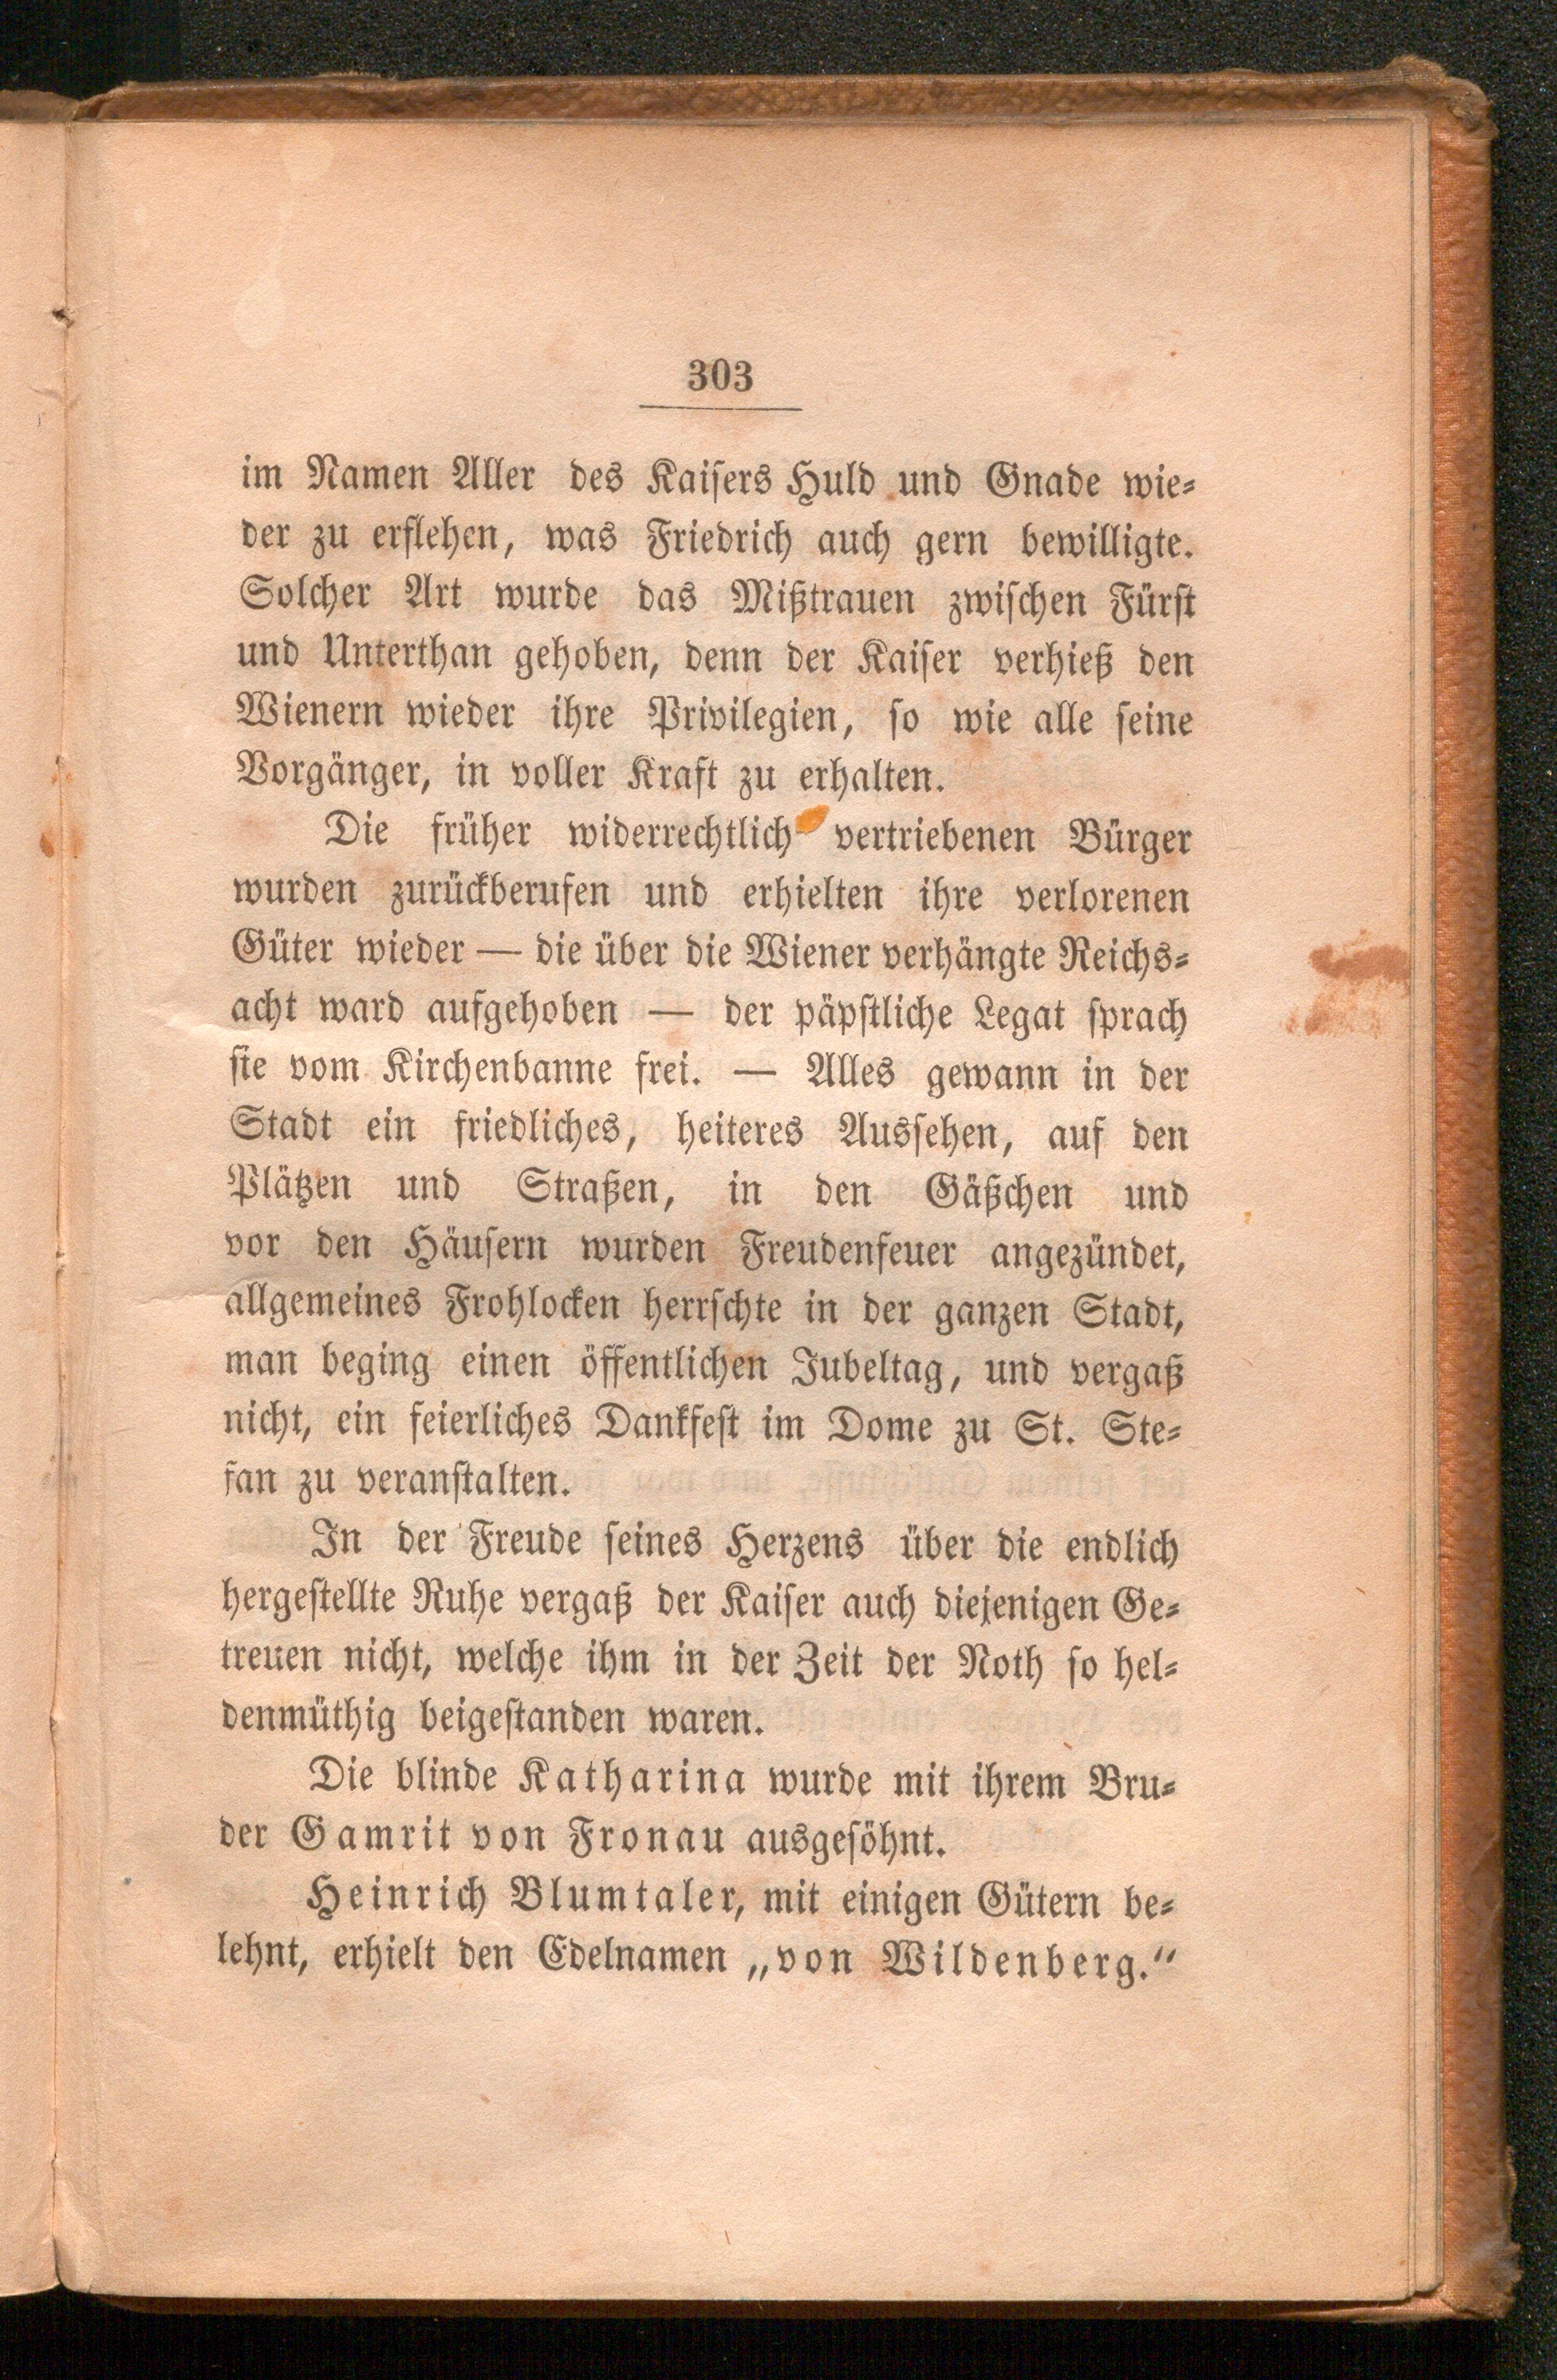 303
im Namen Aller des Kaisers Huld und Gnade wie-
der zu erflehen, was Friedrich auch gern bewilligte.
Solcher Art wurde das Mißtrauen zwischen Fürst
und Unterthan gehoben, denn der Kaiser verhieß den
Wienern wieder ihre Privilegien, so wie alle seine
Vorgänger, in voller Kraft zu erhalten.
Die früher widerrechtlich vertriebenen Bürger
wurden zurückberufen und erhielten ihre verlorenen
Güter wieder — die über die Wiener verhängte Reichs-
acht ward aufgehoben — der päpstliche Legat sprach
sie vom Kirchenbanne frei. — Alles gewann in der
Stadt ein friedliches, heiteres Aussehen, auf den
Plätzen und Straßen, in den Gäßchen und
vor den Häusern wurden Freudenfeuer angezündet,
allgemeines Frohlocken herrschte in der ganzen Stadt,
man beging einen öffentlichen Jubeltag, und vergaß
nicht, ein feierliches Dankfest im Dome zu St. Ste-
fan zu veranstalten.
In der Freude seines Herzens über die endlich
hergestellte Ruhe vergaß der Kaiser auch diejenigen Ge-
treuen nicht, welche ihm in der Zeit der Noth so hel-
denmüthig beigestanden waren.
Die blinde Katharina wurde mit ihrem Bru-
der Gamrit von Fronau ausgesöhnt.
Heinrich Blumtaler, mit einigen Gütern be-
lehnt, erhielt den Edelnamen „von Wildenberg.“